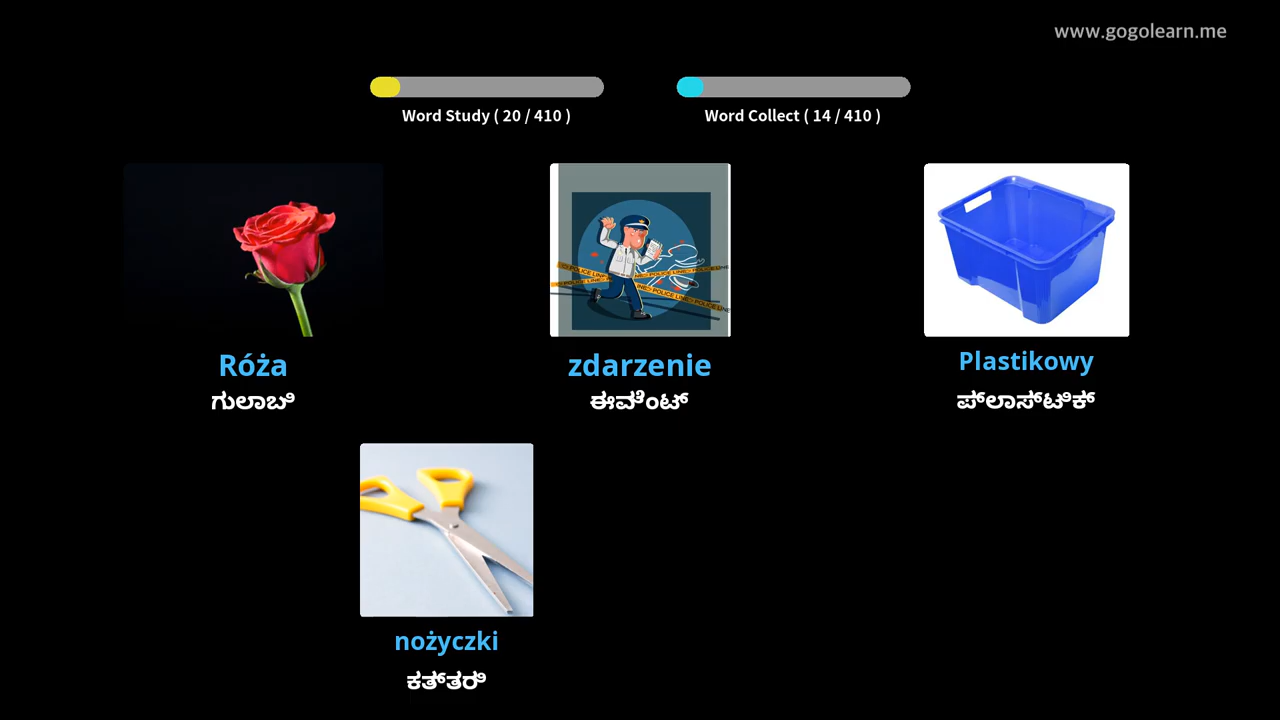 www.gogolearn.me
Word Study ( 20 / 410 )
Word Collect ( 14 / 410 )
Róża
ಗುಲಾಬಿ
zdarzenie
ಈವೆಂಟ್
Plastikowy
ಪ್ಲಾಸ್ಟಿಕ್
nożyczki
ಕತ್ತರಿ